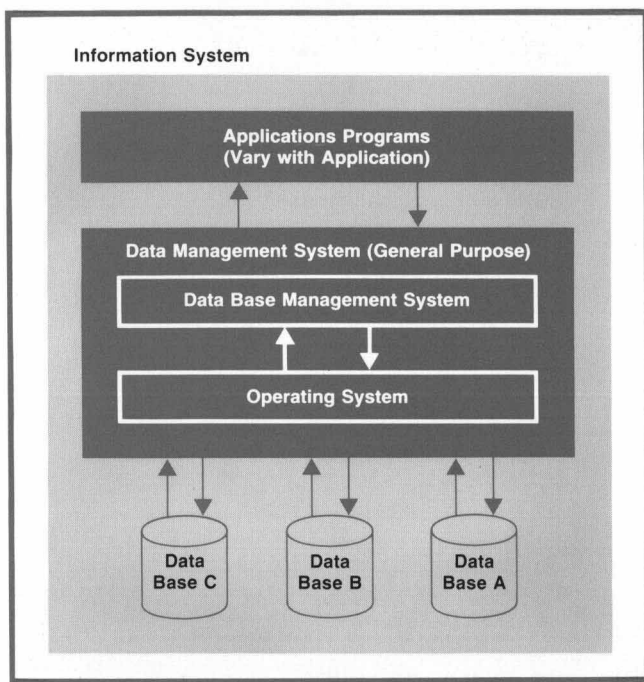 Information System
Applications Programs
(Vary with Application)
Data Management System (General Purpose)
Data Base Management System
Operating System
Data
Base C
Data
Base B
Data
Base A